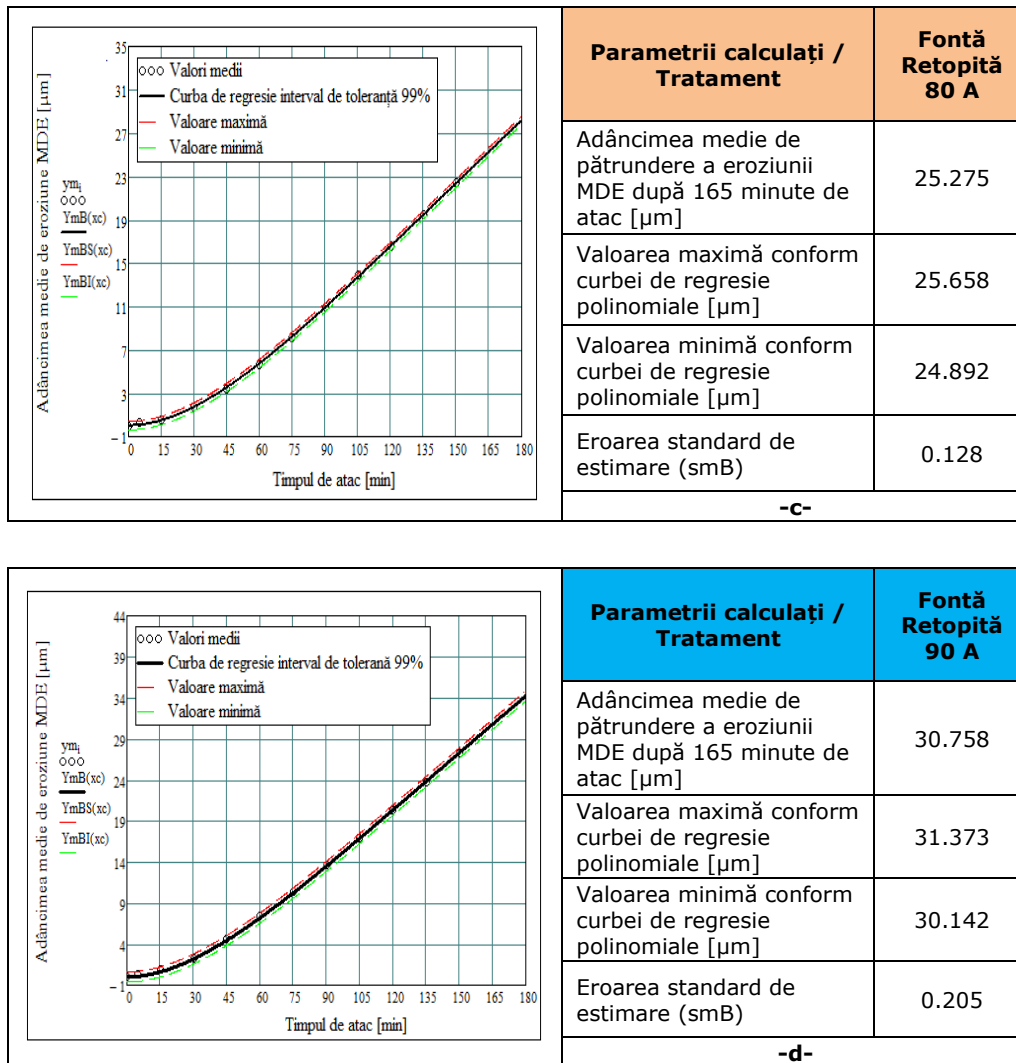 Adâncimea medie de eroziune MDE [µm]
35
31
27
23
19
15
11
7
3
−1
ooo Valori medii
Curba de regresie interval de toleranță 99%
Valoare maximă
Valoare minimă
ymi
ooo
YmB(xc)
YmBS(xc)
YmBI(xc)
0 15 30 45 60 75 90 105 120 135 150 165 180
Timpul de atac [min]
Parametrii calculați /
Tratament
Fontă
Retopită
80 A
Adâncimea medie de
pătrundere a eroziunii
MDE după 165 minute de
atac [µm]
25.275
Valoarea maximă conform
curbei de regresie
polinomiale [µm]
25.658
Valoarea minimă conform
curbei de regresie
polinomiale [µm]
24.892
Eroarea standard de
estimare (smB)
0.128
-c-
Adâncimea medie de eroziune MDE [µm]
44
39
34
29
24
19
14
9
4
−1
ooo Valori medii
Curba de regresie interval de tolerană 99%
Valoare maximă
Valoare minimă
ymi
ooo
YmB(xc)
YmBS(xc)
YmBI(xc)
0 15 30 45 60 75 90 105 120 135 150 165 180
Timpul de atac [min]
Parametrii calculați /
Tratament
Fontă
Retopită
90 A
Adâncimea medie de
pătrundere a eroziunii
MDE după 165 minute de
atac [µm]
30.758
Valoarea maximă conform
curbei de regresie
polinomiale [µm]
31.373
Valoarea minimă conform
curbei de regresie
polinomiale [µm]
30.142
Eroarea standard de
estimare (smB)
0.205
-d-